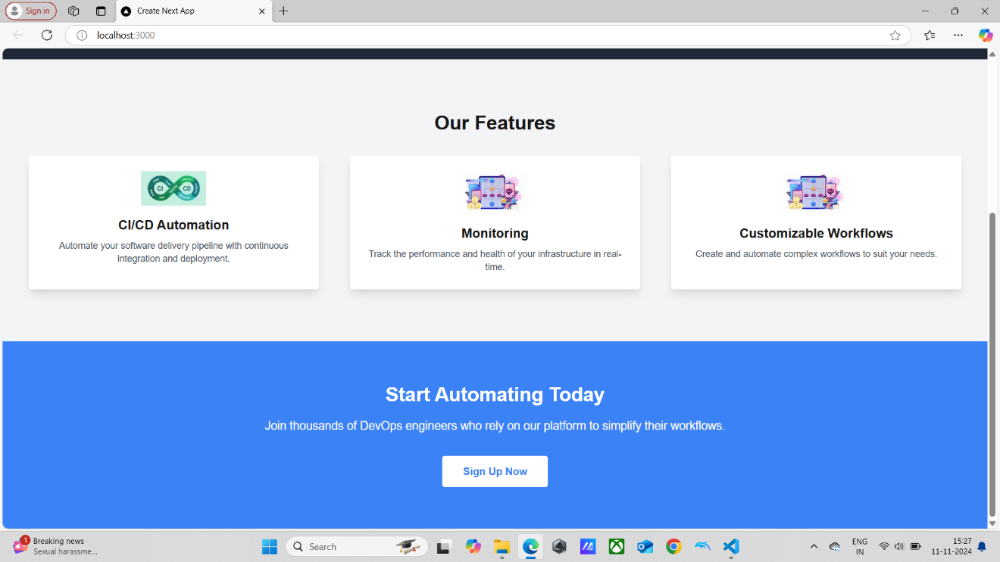 Sign in
Create Next App
localhost:3000
Our Features
CI
CD
CI/CD Automation
Automate your software delivery pipeline with continuous
integration and deployment.
Monitoring
Track the performance and health of your infrastructure in real-
time.
Customizable Workflows
Create and automate complex workflows to suit your needs.
Start Automating Today
Join thousands of DevOps engineers who rely on our platform to simplify their workflows.
Sign Up Now
1
Breaking news
Sexual harassme...
Search
ENG
IN
15:27
11-11-2024